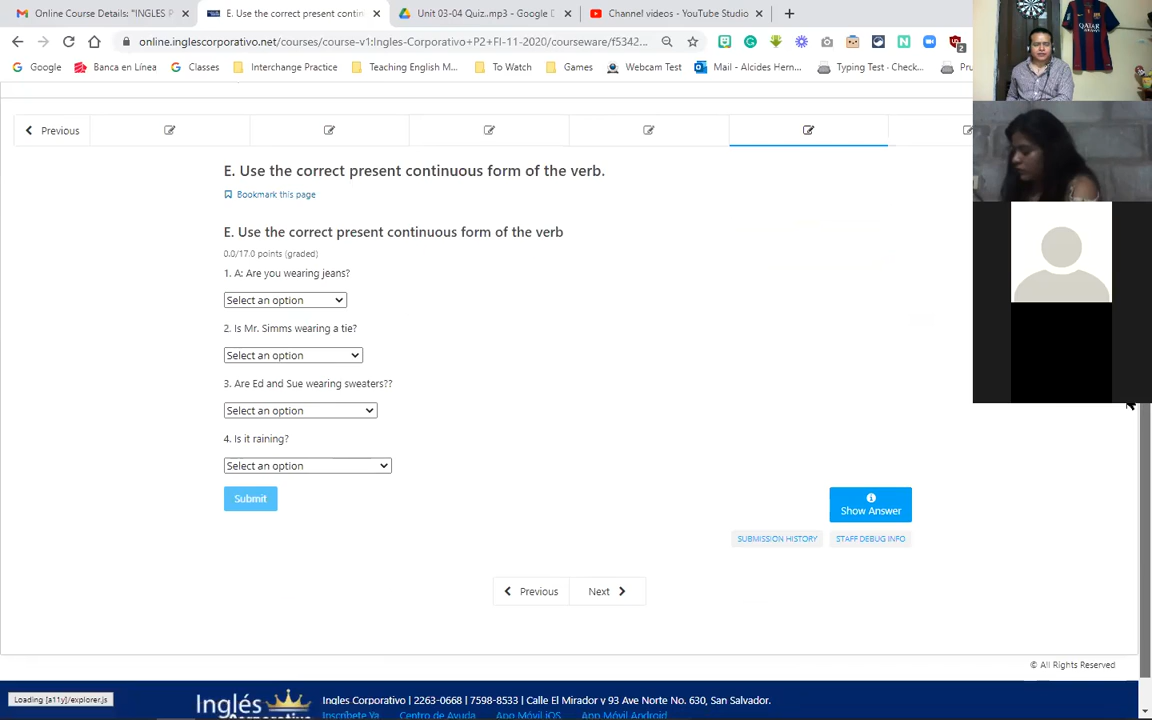 Online Course Details: "INGLES P
E. Use the correct present contin
Unit 03-04 Quiz..mp3 - Google D
Channel videos - YouTube Studio
online.inglescorporativo.net/courses/course-v1:Ingles-Corporativo+P2+FI-11-2020/courseware/f5342...
Google
Banca en Línea
Classes
Interchange Practice
Teaching English M...
To Watch
Games
Webcam Test
Mail - Alcides Hern...
Typing Test - Check...
Pru
QATAR
Previous
E. Use the correct present continuous form of the verb.
Bookmark this page
E. Use the correct present continuous form of the verb
0.0/17.0 points (graded)
1. A: Are you wearing jeans?
Select an option
2. Is Mr. Simms wearing a tie?
Select an option
3. Are Ed and Sue wearing sweaters??
Select an option
4. Is it raining?
Select an option
Submit
Show Answer
SUBMISSION HISTORY
STAFF DEBUG INFO
Previous
Next
© All Rights Reserved
Loading [a11y]/explorer.js
Inglés
Corporativo
Ingles Corporativo | 2263-0668 | 7598-8533 | Calle El Mirador y 93 Ave Norte No. 630, San Salvador.
Inscríbete Ya
Centro de Ayuda
App Móvil iOS
App Móvil Android